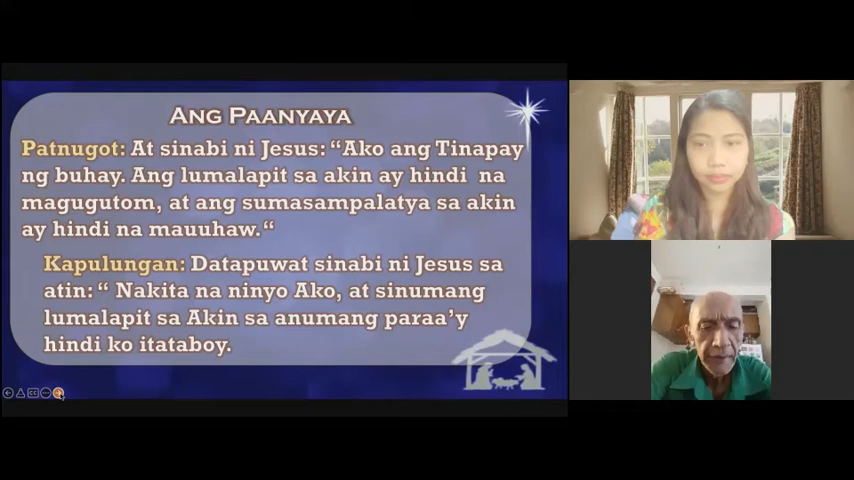 ANG PAANYAYA
Patnugot: At sinabi ni Jesus: “Ako ang Tinapay
ng buhay. Ang lumalapit sa akin ay hindi na
magugutom, at ang sumasampalatya sa akin
ay hindi na mauuhaw.“
Kapulungan: Datapuwat sinabi ni Jesus sa
atin: “ Nakita na ninyo Ako, at sinumang
lumalapit sa Akin sa anumang paraa’y
hindi ko itataboy.